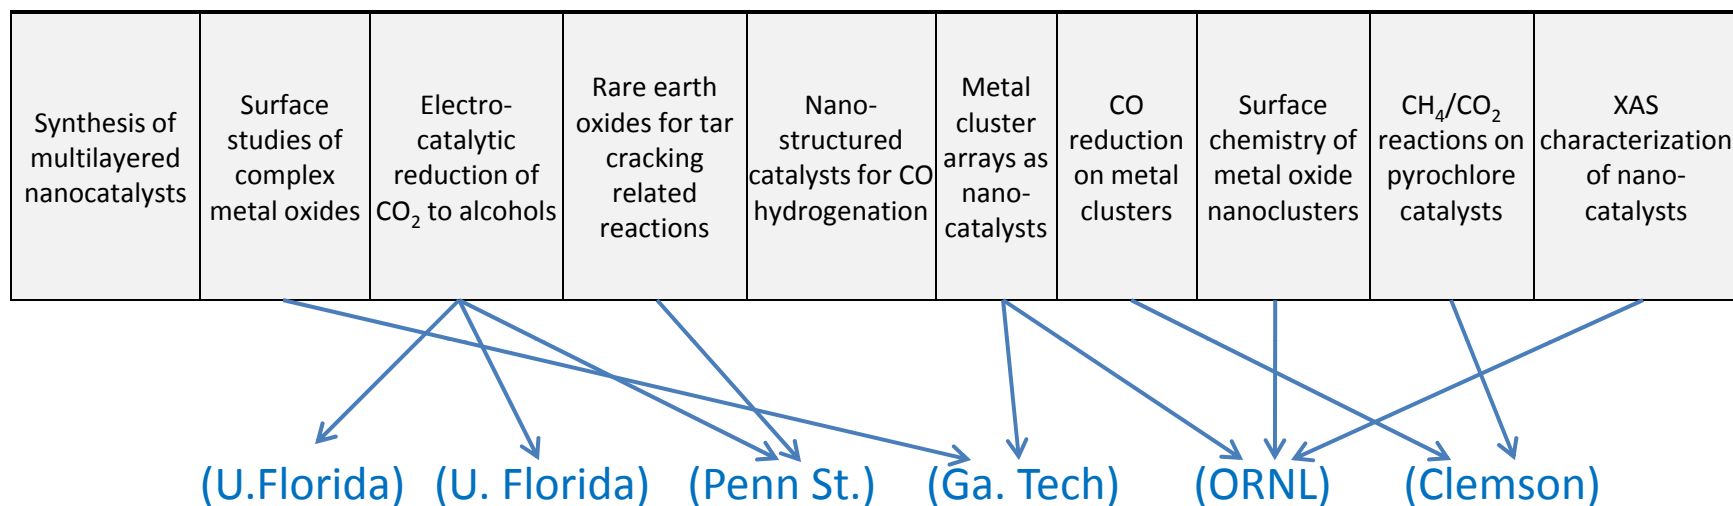 Synthesis of
multilayered
nanocatalysts
Surface
studies of
complex
metal oxides
Electro-
catalytic
reduction of
CO₂ to alcohols
Rare earth
oxides for tar
cracking
related
reactions
Nano-
structured
catalysts for CO
hydrogenation
Metal
cluster
arrays as
nano-
catalysts
CO
reduction
on metal
clusters
Surface
chemistry of
metal oxide
nanoclusters
CH₄/CO₂
reactions on
pyrochlore
catalysts
XAS
characterization
of nano-
catalysts
(U.Florida) (U. Florida) (Penn St.) (Ga. Tech) (ORNL) (Clemson)